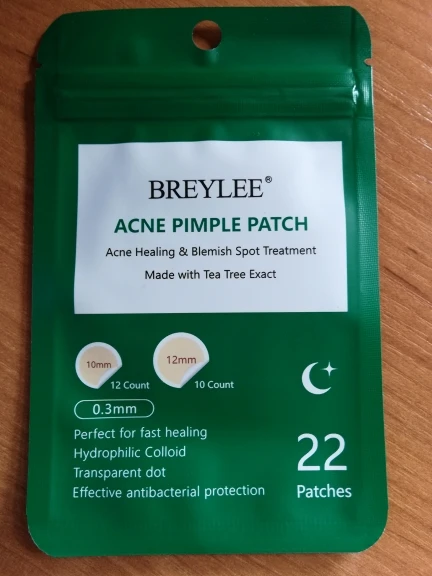 BREYLEE®
ACNE PIMPLE PATCH
Acne Healing & Blemish Spot Treatment
Made with Tea Tree Exact
10mm
12 Count
12mm
10 Count
0.3mm
Perfect for fast healing
Hydrophilic Colloid
Transparent dot
Effective antibacterial protection
22
Patches